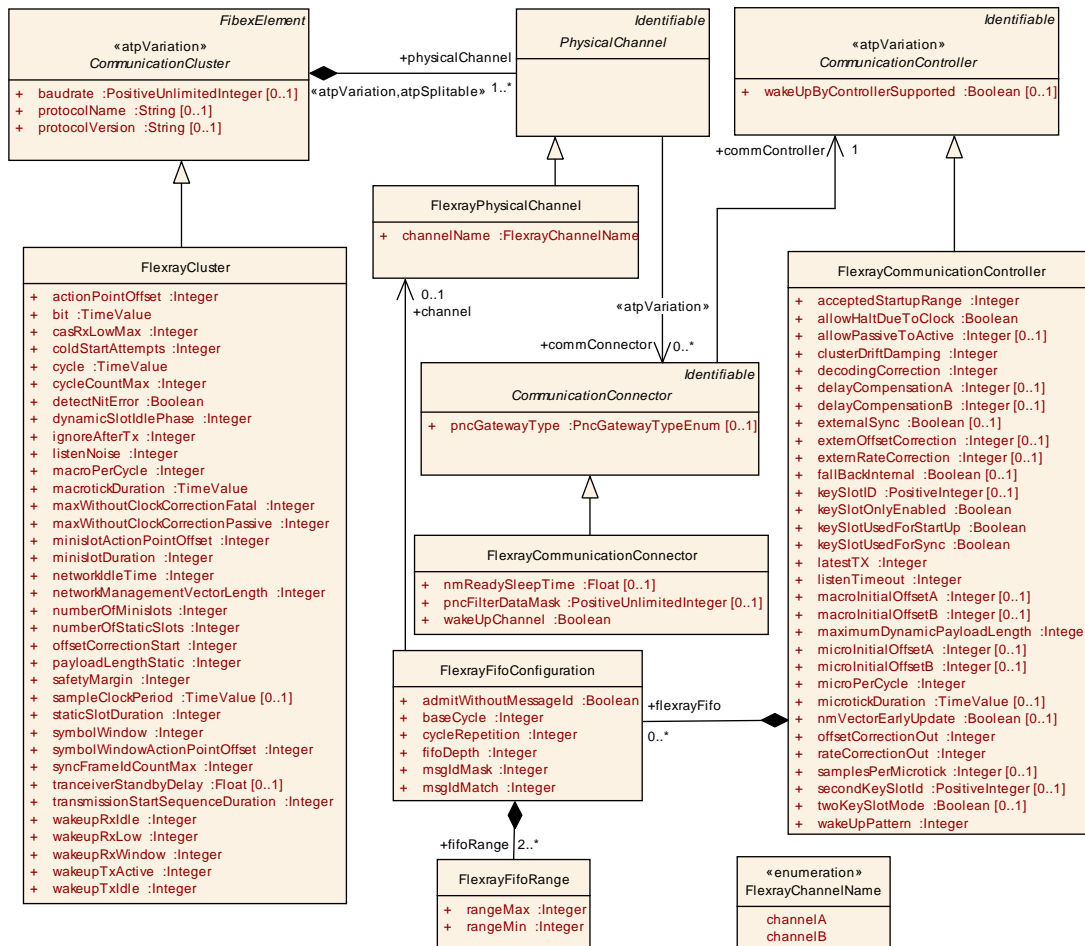 FibexElement
«atpVariation»
CommunicationCluster
+ baudrate :PositiveUnlimitedInteger [0..1]
+ protocolName :String [0..1]
+ protocolVersion :String [0..1]
+physicalChannel
«atpVariation,atpSplitable»
1..*
Identifiable
PhysicalChannel
Identifiable
«atpVariation»
CommunicationController
+ wakeUpByControllerSupported :Boolean [0..1]
+commController
1
FlexrayPhysicalChannel
+ channelName :FlexrayChannelName
0..1
+channel
«atpVariation»
+commConnector
0..*
FlexrayCluster
+ actionPointOffset :Integer
+ bit :TimeValue
+ casRxLowMax :Integer
+ coldStartAttempts :Integer
+ cycle :TimeValue
+ cycleCountMax :Integer
+ detectNitError :Boolean
+ dynamicSlotIdlePhase :Integer
+ ignoreAfterTx :Integer
+ listenNoise :Integer
+ macroPerCycle :Integer
+ macrotickDuration :TimeValue
+ maxWithoutClockCorrectionFatal :Integer
+ maxWithoutClockCorrectionPassive :Integer
+ minislotActionPointOffset :Integer
+ minislotDuration :Integer
+ networkIdleTime :Integer
+ networkManagementVectorLength :Integer
+ numberOfMinislots :Integer
+ numberOfStaticSlots :Integer
+ offsetCorrectionStart :Integer
+ payloadLengthStatic :Integer
+ safetyMargin :Integer
+ sampleClockPeriod :TimeValue [0..1]
+ staticSlotDuration :Integer
+ symbolWindow :Integer
+ symbolWindowActionPointOffset :Integer
+ syncFrameIdCountMax :Integer
+ tranceiverStandbyDelay :Float [0..1]
+ transmissionStartSequenceDuration :Integer
+ wakeupRxIdle :Integer
+ wakeupRxLow :Integer
+ wakeupRxWindow :Integer
+ wakeupTxActive :Integer
+ wakeupTxIdle :Integer
Identifiable
CommunicationConnector
+ pncGatewayType :PncGatewayTypeEnum [0..1]
FlexrayCommunicationConnector
+ nmReadySleepTime :Float [0..1]
+ pncFilterDataMask :PositiveUnlimitedInteger [0..1]
+ wakeUpChannel :Boolean
FlexrayFifoConfiguration
+ admitWithoutMessageId :Boolean
+ baseCycle :Integer
+ cycleRepetition :Integer
+ fifoDepth :Integer
+ msgIdMask :Integer
+ msgIdMatch :Integer
+flexrayFifo
0..*
+fifoRange
2..*
FlexrayFifoRange
+ rangeMax :Integer
+ rangeMin :Integer
FlexrayCommunicationController
+ acceptedStartupRange :Integer
+ allowHaltDueToClock :Boolean
+ allowPassiveToActive :Integer [0..1]
+ clusterDriftDamping :Integer
+ decodingCorrection :Integer
+ delayCompensationA :Integer [0..1]
+ delayCompensationB :Integer [0..1]
+ externalSync :Boolean [0..1]
+ externOffsetCorrection :Integer [0..1]
+ externRateCorrection :Integer [0..1]
+ fallBackInternal :Boolean [0..1]
+ keySlotID :PositiveInteger [0..1]
+ keySlotOnlyEnabled :Boolean
+ keySlotUsedForStartUp :Boolean
+ keySlotUsedForSync :Boolean
+ latestTX :Integer
+ listenTimeout :Integer
+ macroInitialOffsetA :Integer [0..1]
+ macroInitialOffsetB :Integer [0..1]
+ maximumDynamicPayloadLength :Integer
+ microInitialOffsetA :Integer [0..1]
+ microInitialOffsetB :Integer [0..1]
+ microPerCycle :Integer
+ microtickDuration :TimeValue [0..1]
+ nmVectorEarlyUpdate :Boolean [0..1]
+ offsetCorrectionOut :Integer
+ rateCorrectionOut :Integer
+ samplesPerMicrotick :Integer [0..1]
+ secondKeySlotId :PositiveInteger [0..1]
+ twoKeySlotMode :Boolean [0..1]
+ wakeUpPattern :Integer
«enumeration»
FlexrayChannelName
channelA
channelB